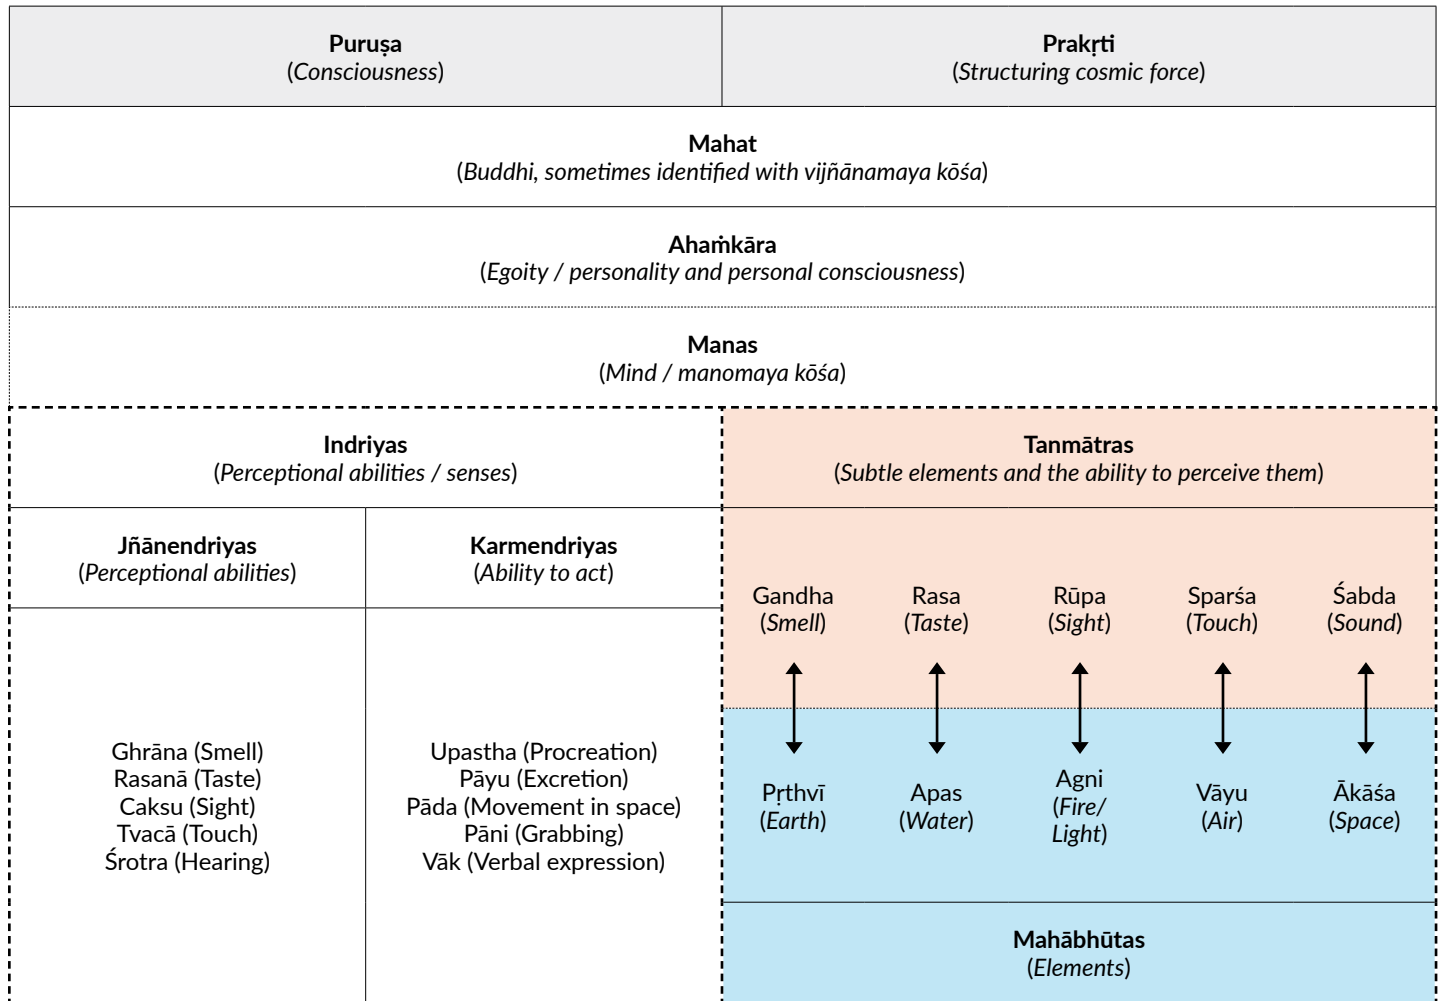 Puruṣa
(Consciousness)
Prakṛti
(Structuring cosmic force)
Mahat
(Buddhi, sometimes identified with vijñānamaya kōśa)
Ahaṁkāra
(Egoity / personality and personal consciousness)
Manas
(Mind / manomaya kōśa)
Indriyas
(Perceptional abilities / senses)
Tanmātras
(Subtle elements and the ability to perceive them)
Jñānendriyas
(Perceptional abilities)
Karmendriyas
(Ability to act)
Gandha
(Smell)
Rasa
(Taste)
Rūpa
(Sight)
Sparśa
(Touch)
Śabda
(Sound)
Ghrāna (Smell)
Rasanā (Taste)
Caksu (Sight)
Tvacā (Touch)
Śrotra (Hearing)
Upastha (Procreation)
Pāyu (Excretion)
Pāda (Movement in space)
Pāni (Grabbing)
Vāk (Verbal expression)
Pṛthvī
(Earth)
Apas
(Water)
Agni
(Fire/
Light)
Vāyu
(Air)
Ākāśa
(Space)
Mahābhūtas
(Elements)